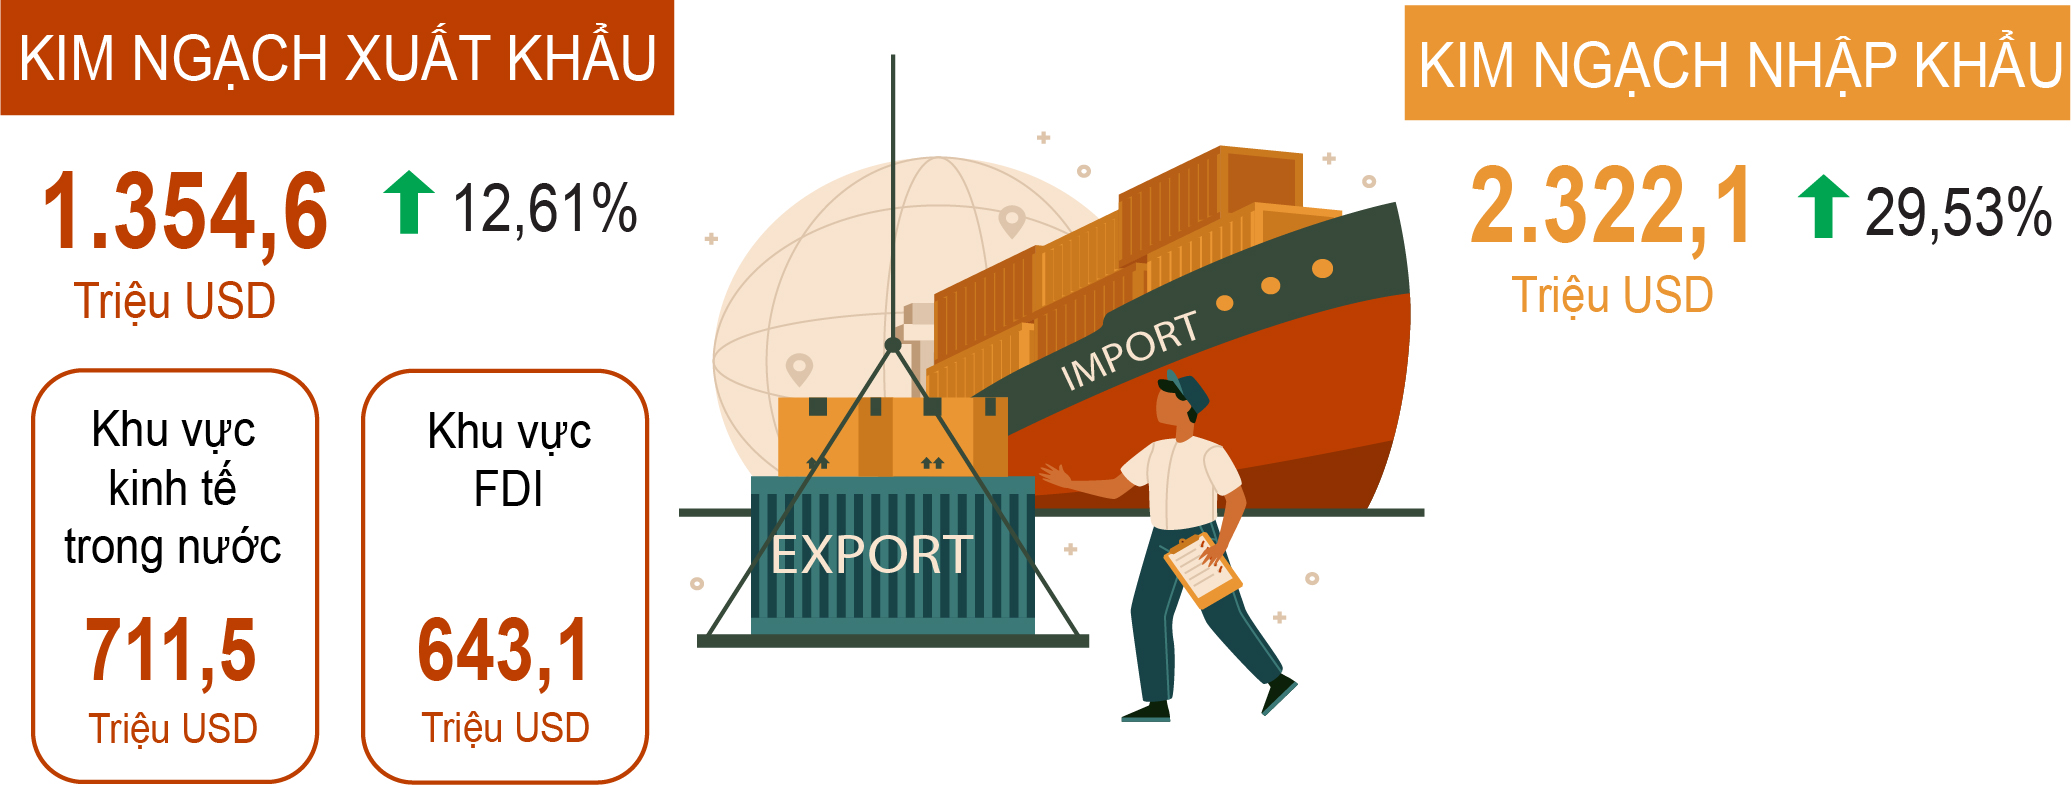 KIM NGẠCH XUẤT KHẨU
1.354,6
12,61%
Triệu USD
Khu vực
kinh tế
trong nước
711,5
Triệu USD
Khu vực
FDI
643,1
Triệu USD
IMPORT
EXPORT
KIM NGẠCH NHẬP KHẨU
2.322,1
29,53%
Triệu USD